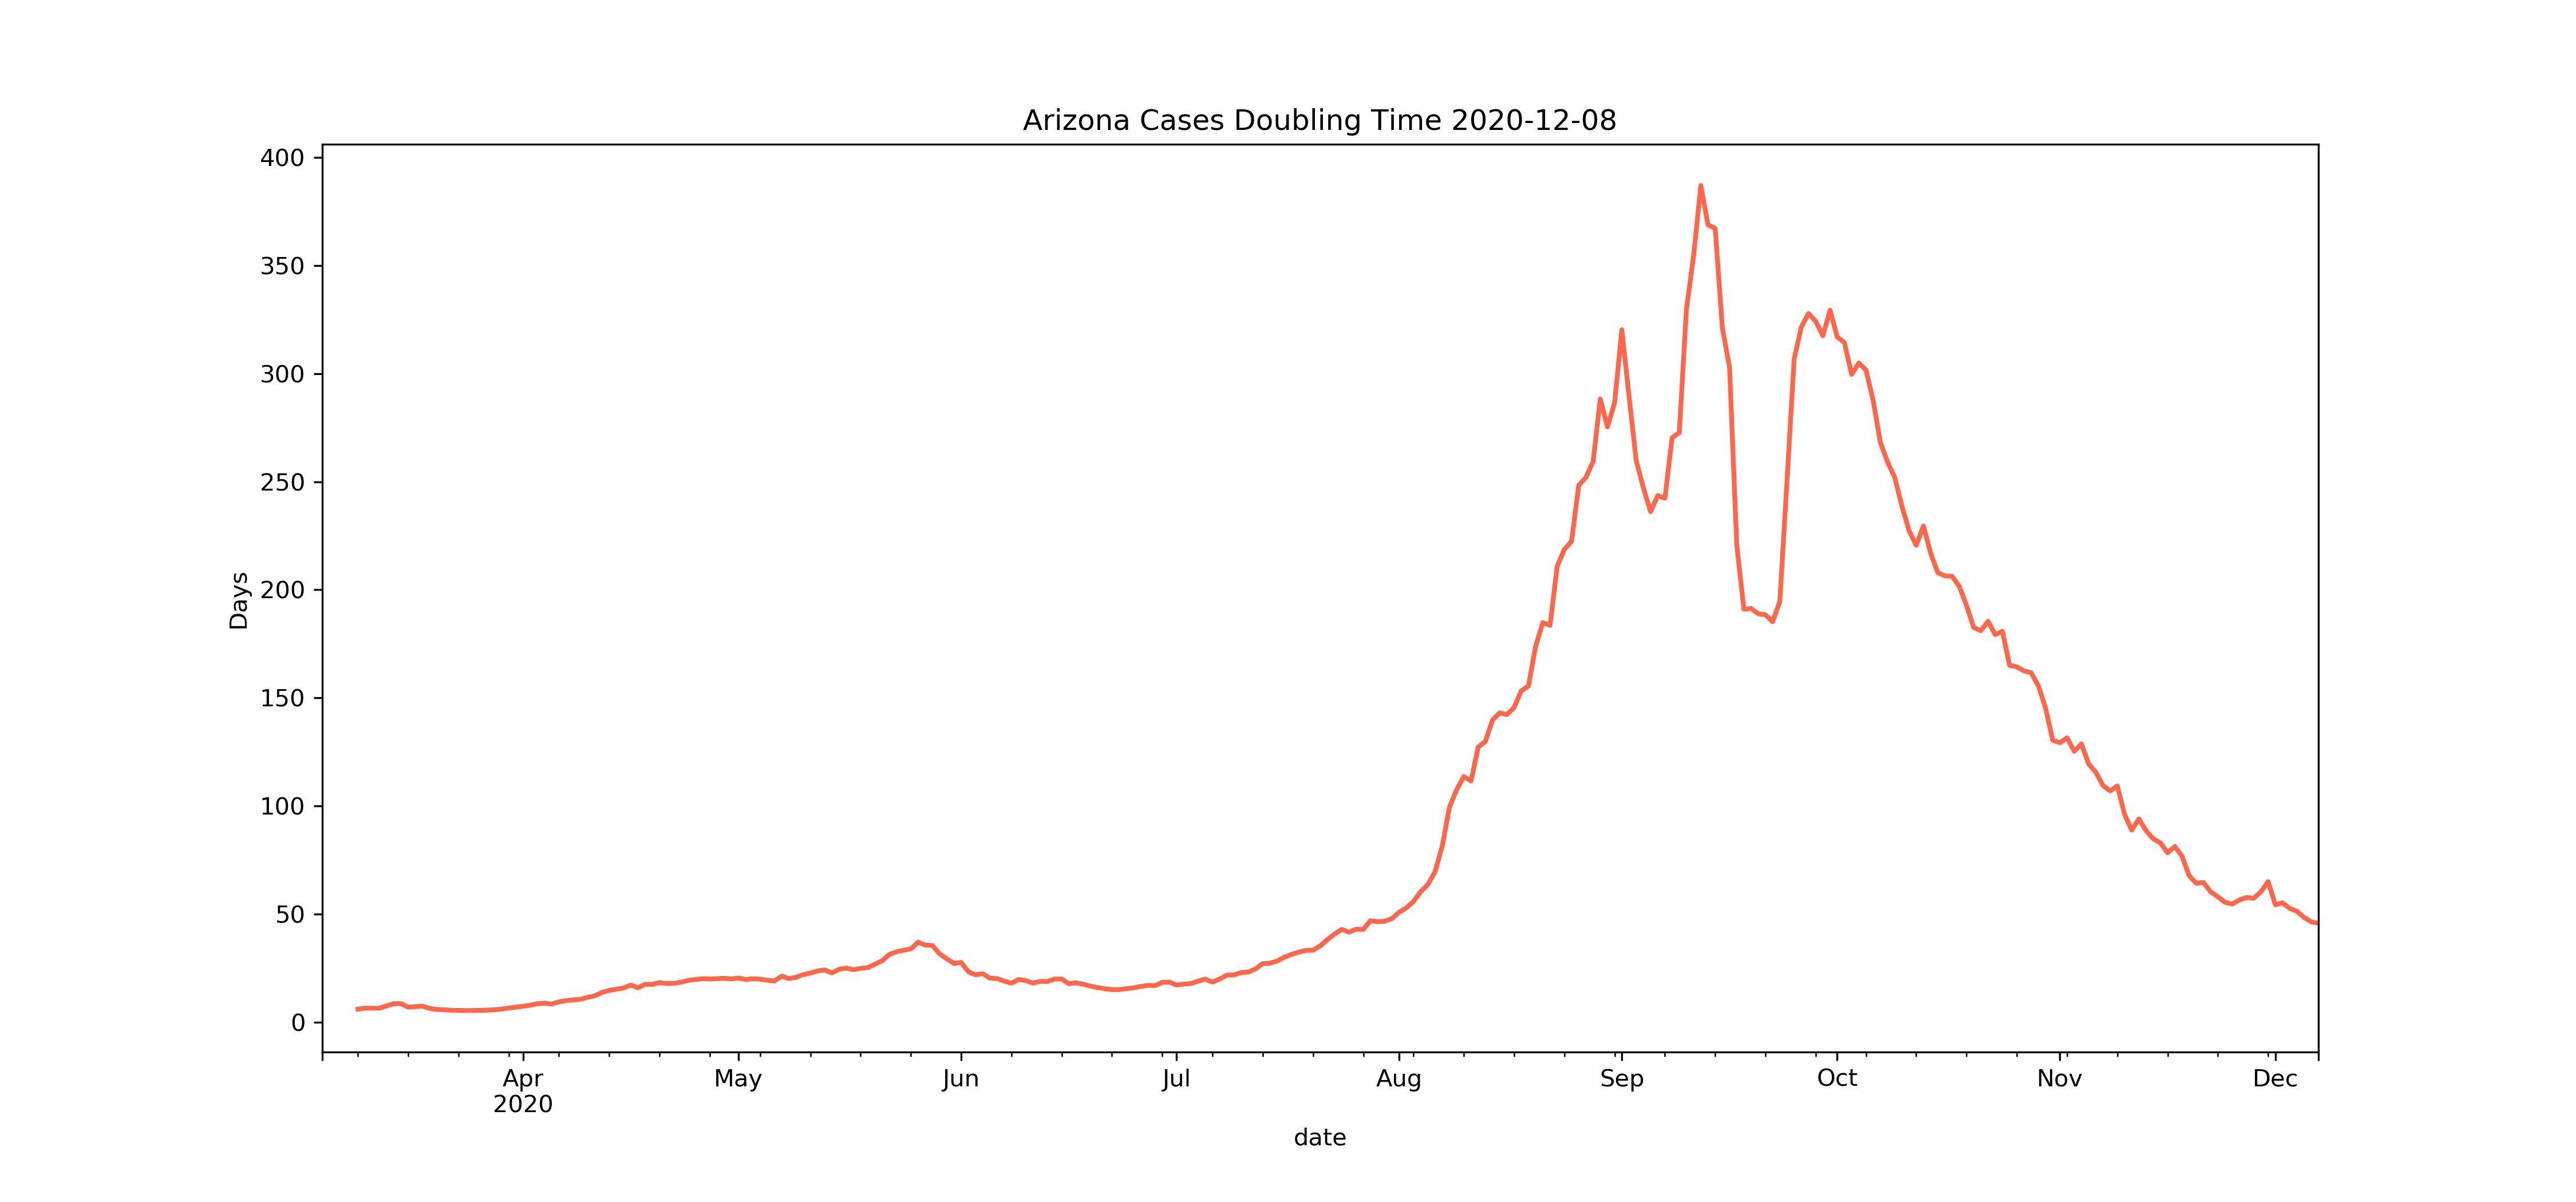 Arizona Cases Doubling Time 2020-12-08
400
350
300
250
200
150
100
50
0
Days
Apr May Jun Jul Aug Sep Oct Nov Dec
2020
date